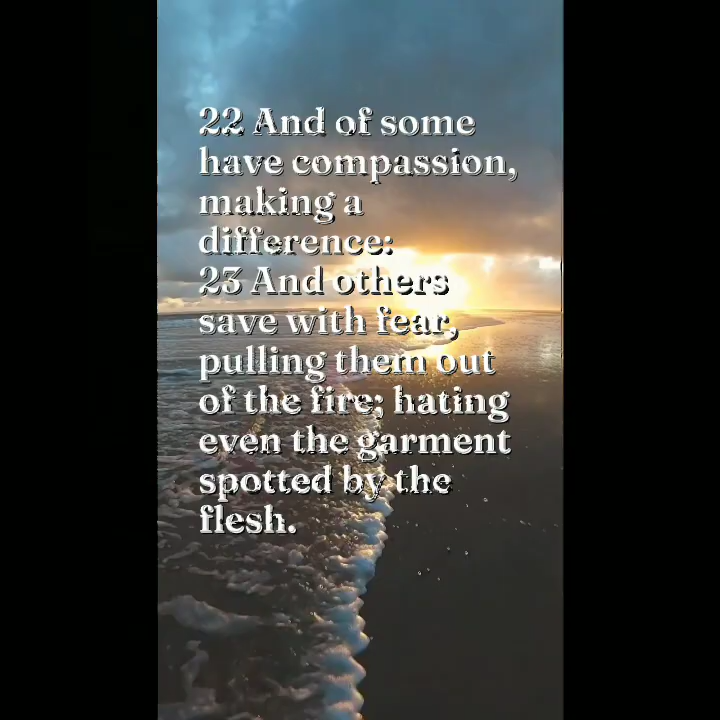 22 And of some
have compassion,
making a
difference:
23 And others
save with fear,
pulling them out
of the fire; hating
even the garment
spotted by the
flesh.